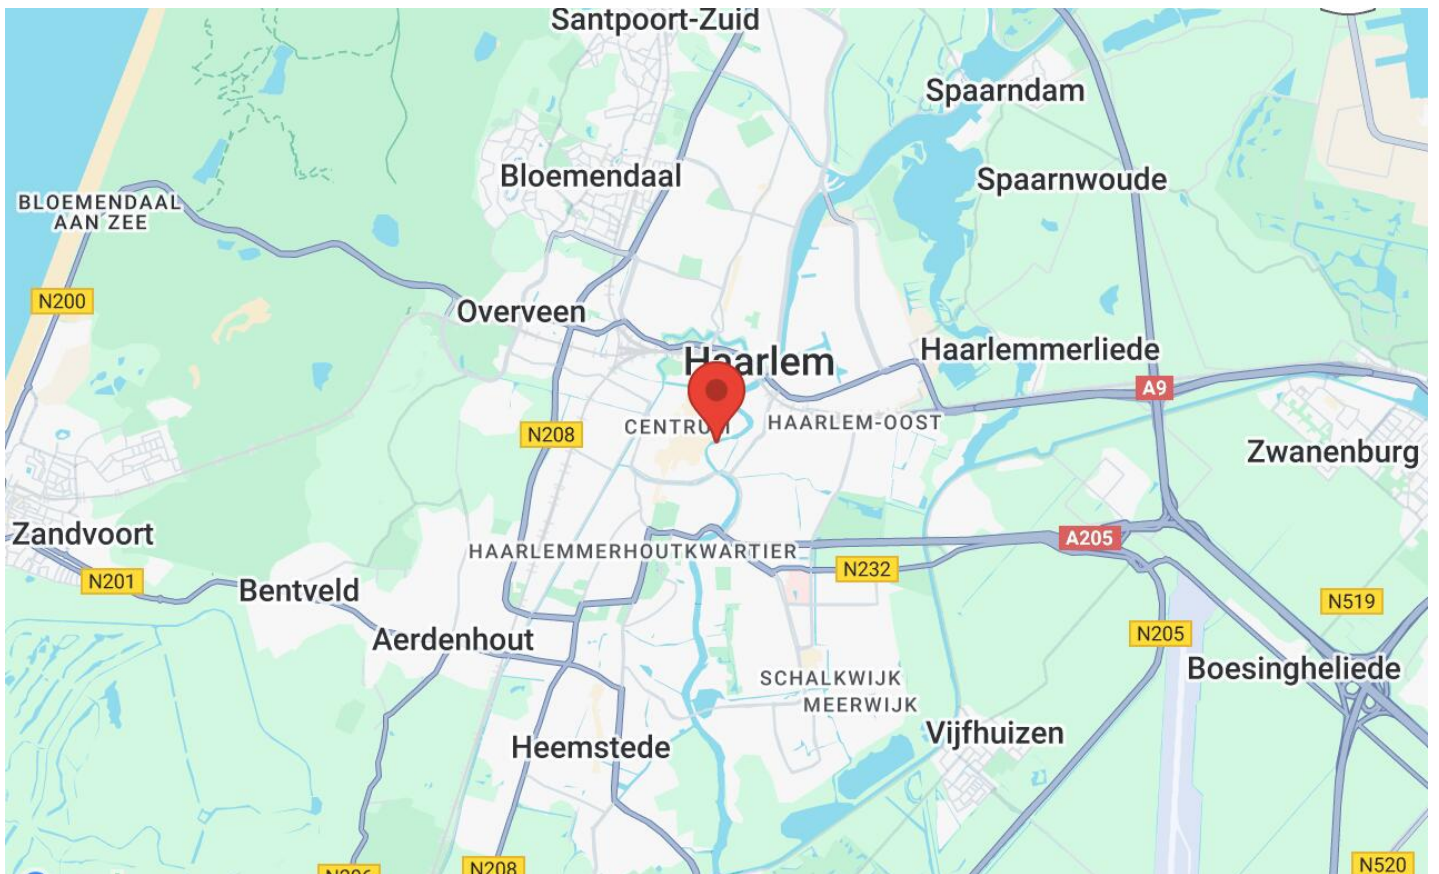 Santpoort-Zuid
Spaarndam
Bloemendaal
Spaarnwoude
BLOEMENDAAL
AAN ZEE
N200
Overveen
Haarlem
Haarlemmerliede
A9
CENTRUM
HAARLEM-OOST
N208
Zwanenburg
Zandvoort
A205
HAARLEMMERHOUTKWARTIER
N232
N201
Bentveld
N519
Aerdenhout
N205
Boesingheliede
SCHALKWIJK
MEERWIJK
Vijfhuizen
Heemstede
N208
N520